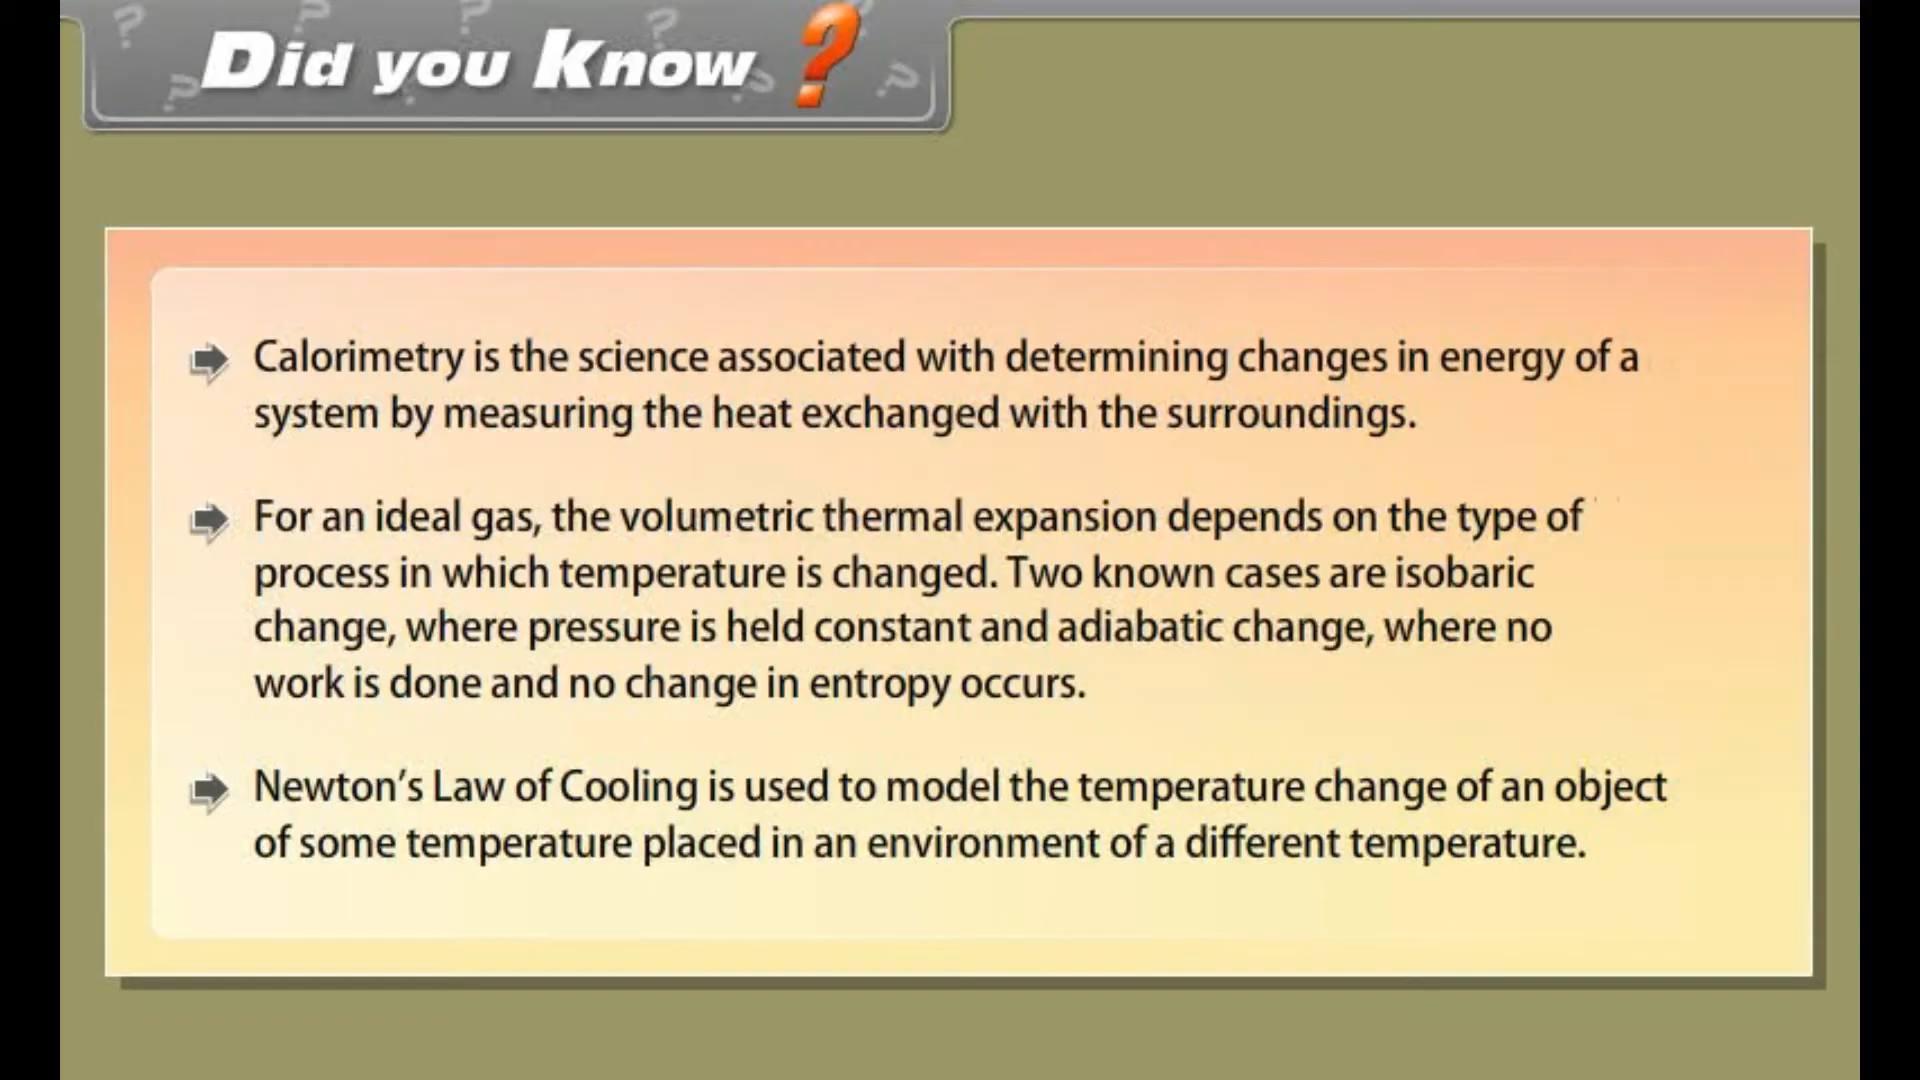 Did you Know ?
Calorimetry is the science associated with determining changes in energy of a
system by measuring the heat exchanged with the surroundings.
For an ideal gas, the volumetric thermal expansion depends on the type of
process in which temperature is changed. Two known cases are isobaric
change, where pressure is held constant and adiabatic change, where no
work is done and no change in entropy occurs.
Newton’s Law of Cooling is used to model the temperature change of an object
of some temperature placed in an environment of a different temperature.